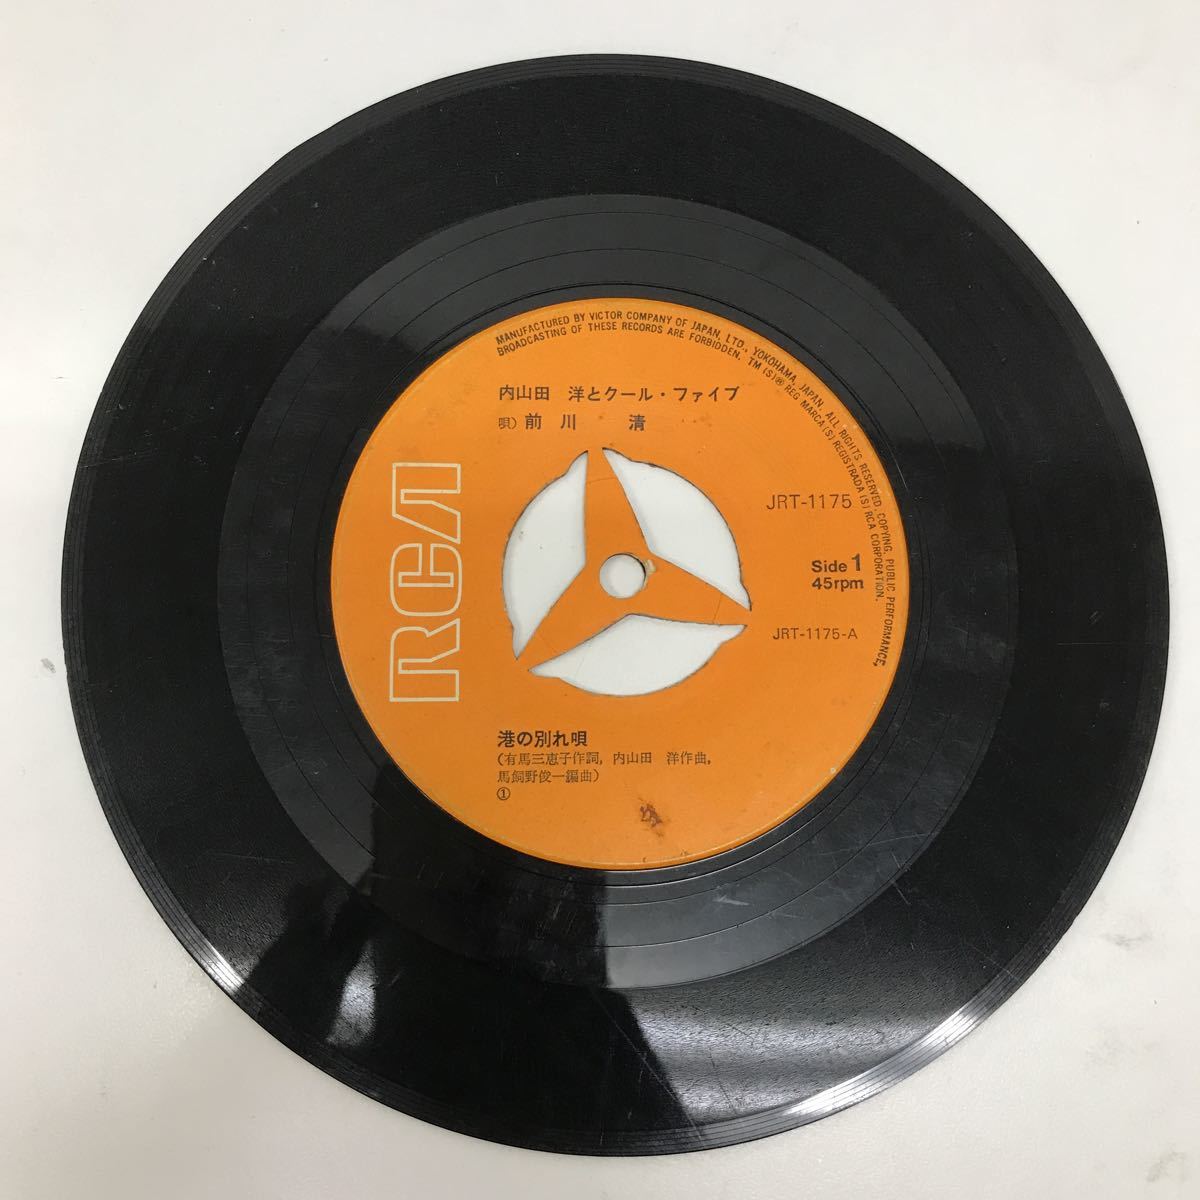 MANUFACTURED BY VICTOR COMPANY OF JAPAN, LTD., YOKOHAMA, JAPAN. ALL RIGHTS RESERVED. COPYING, PUBLIC PERFORMANCE,
BROADCASTING OF THESE RECORDS ARE FORBIDDEN. TM(S)® REG MARCA(S) REGISTRADA(S) RCA CORPORATION.
内山田 洋とクール・ファイブ
唄)前川 清
RCA
JRT-1175
Side 1
45rpm
JRT-1175-A
港の別れ唄
(有馬三恵子作詞, 内山田 洋作曲,
馬飼野俊一編曲)
①